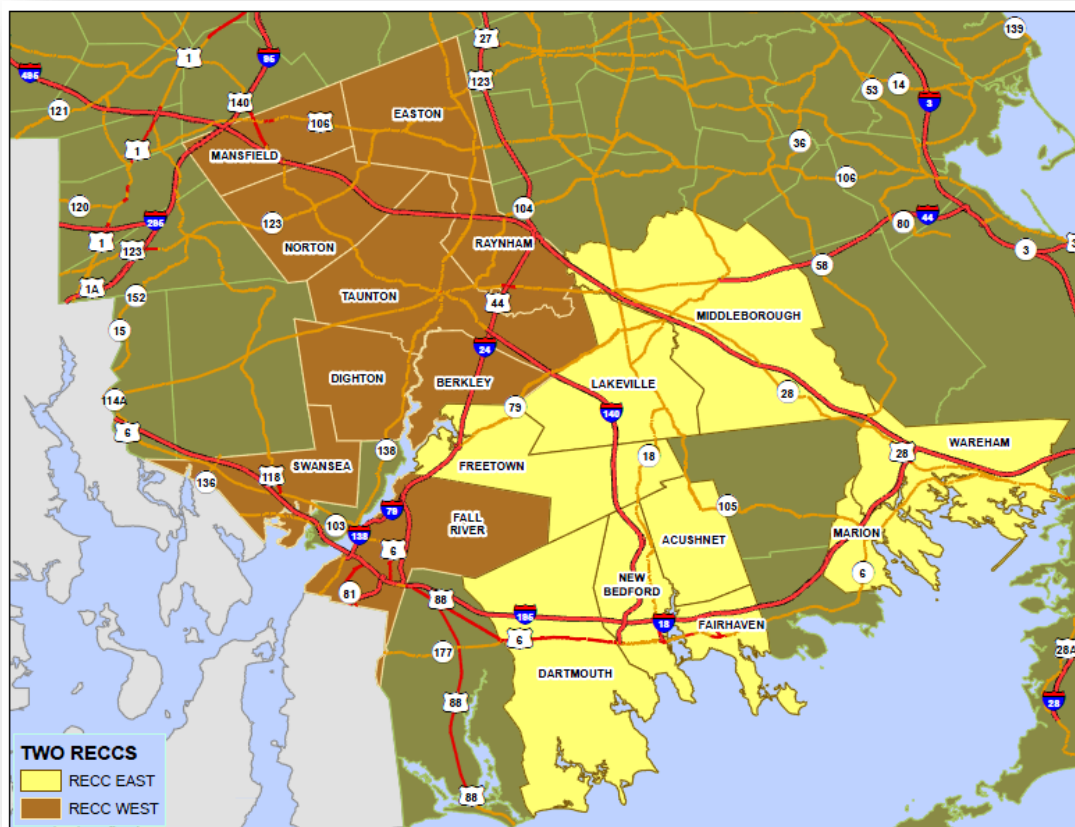 139
1
95
27
495
123
53
14
140
3
121
EASTON
106
1
36
MANSFIELD
106
120
104
44
295
123
80
1
123
NORTON
RAYNHAM
3
58
1A
152
TAUNTON
44
MIDDLEBOROUGH
15
24
DIGHTON
BERKLEY
LAKEVILLE
28
114A
79
140
6
138
18
WAREHAM
28
SWANSEA
FREETOWN
136
118
79
105
103
FALL
RIVER
138
MARION
6
ACUSHNET
6
81
88
NEW
BEDFORD
195
18
FAIRHAVEN
6
177
28A
DARTMOUTH
88
28
TWO RECCS
RECC EAST
RECC WEST
88